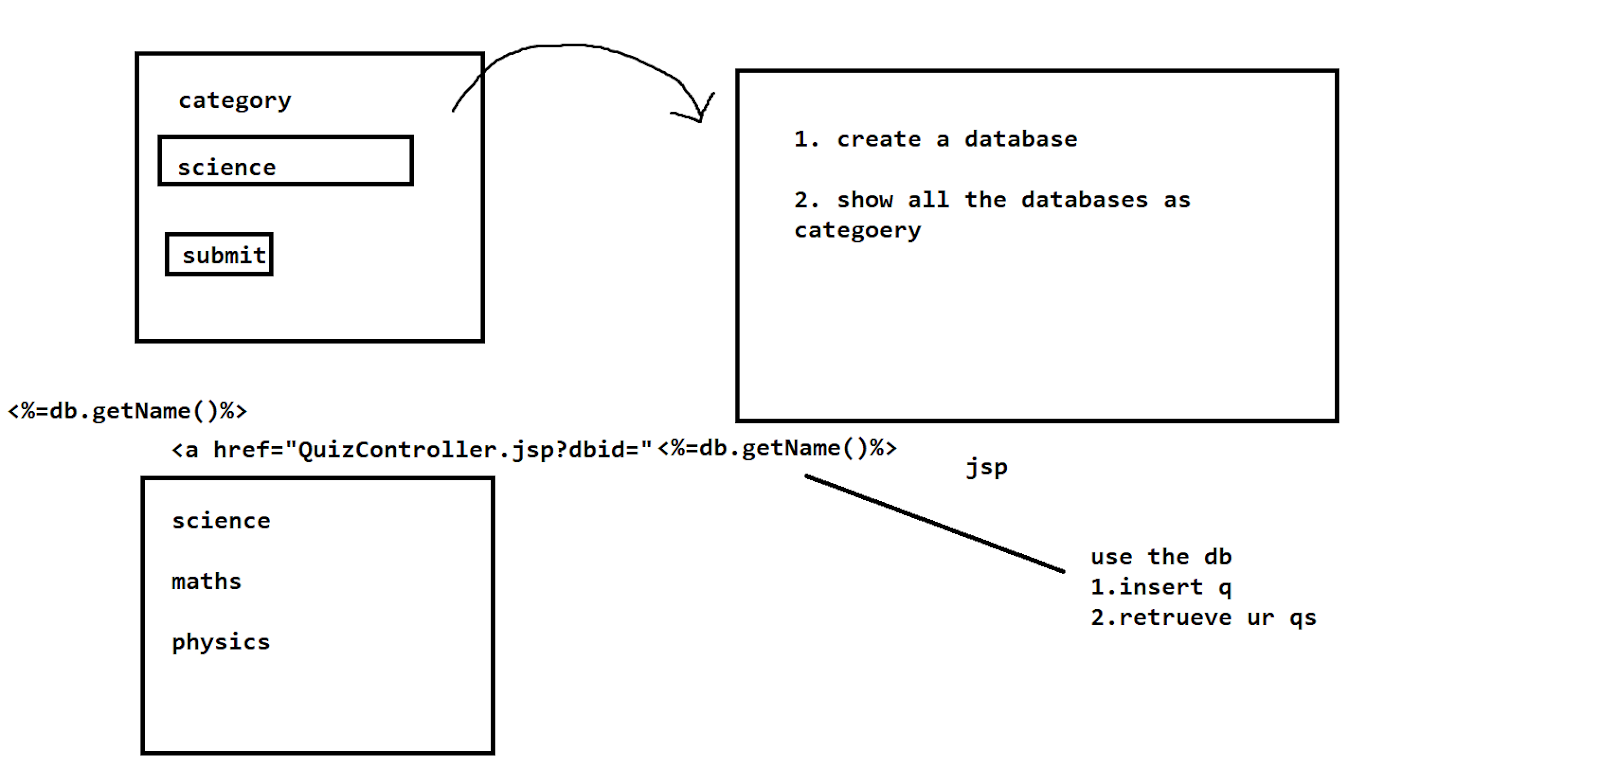 category
science
submit
1. create a database
2. show all the databases as
categoery
<%=db.getName()%>
<a href="QuizController.jsp?dbid="<%=db.getName()%>
jsp
science
maths
physics
use the db
1.insert q
2.retrueve ur qs